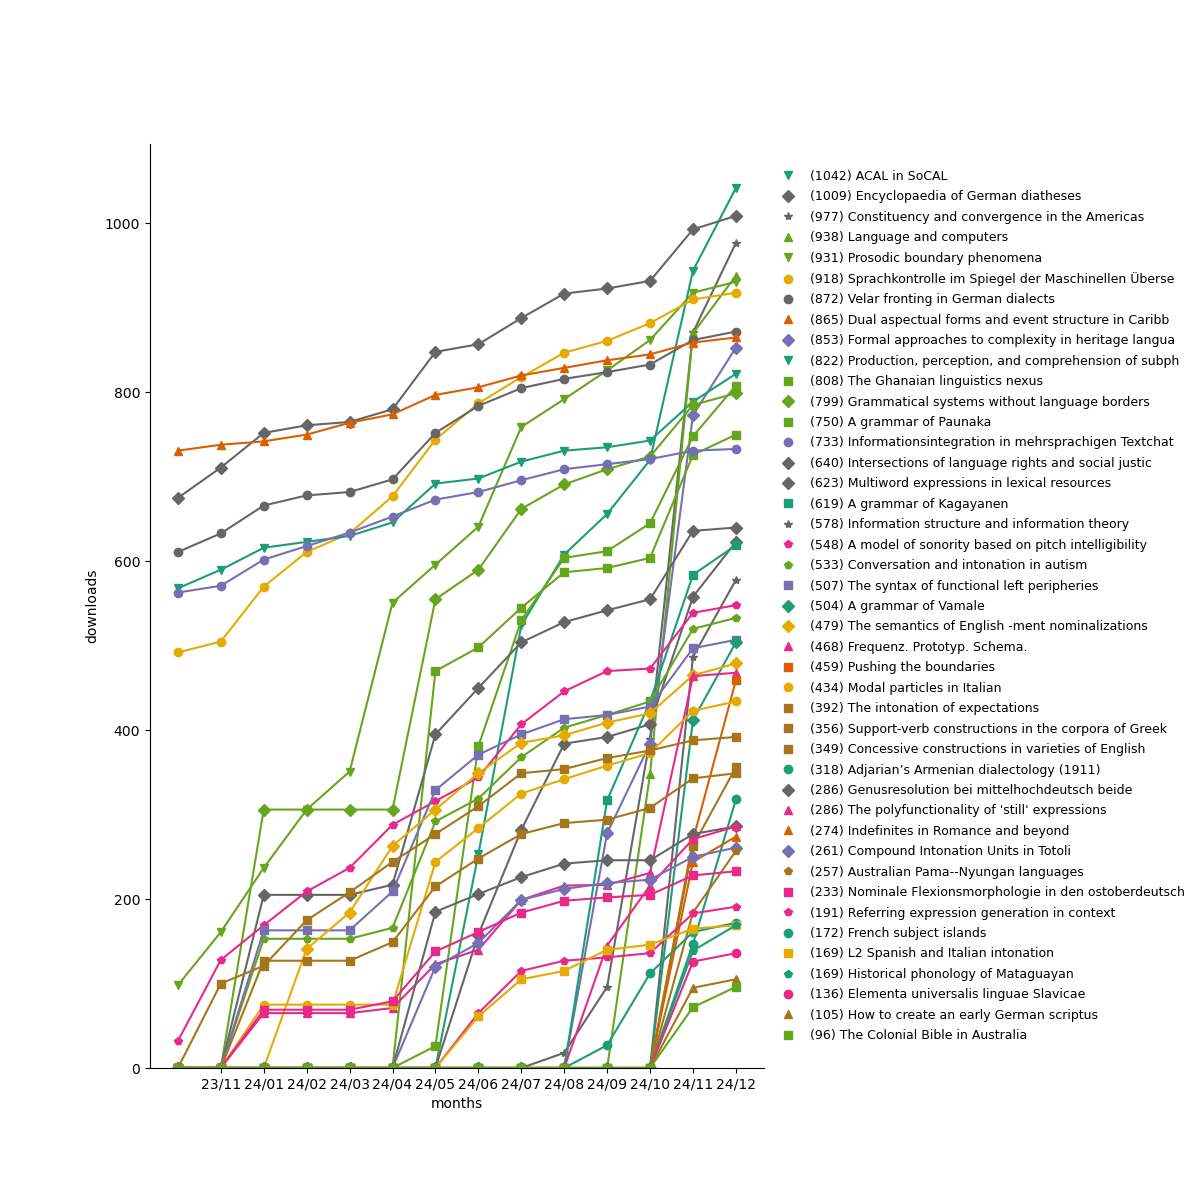 1000
800
600
400
200
0
downloads
23/11 24/01 24/02 24/03 24/04 24/05 24/06 24/07 24/08 24/09 24/10 24/11 24/12
months
(1042) ACAL in SoCAL
(1009) Encyclopaedia of German diatheses
(977) Constituency and convergence in the Americas
(938) Language and computers
(931) Prosodic boundary phenomena
(918) Sprachkontrolle im Spiegel der Maschinellen Überse
(872) Velar fronting in German dialects
(865) Dual aspectual forms and event structure in Caribb
(853) Formal approaches to complexity in heritage langua
(822) Production, perception, and comprehension of subph
(808) The Ghanaian linguistics nexus
(799) Grammatical systems without language borders
(750) A grammar of Paunaka
(733) Informationsintegration in mehrsprachigen Textchat
(640) Intersections of language rights and social justic
(623) Multiword expressions in lexical resources
(619) A grammar of Kagayanen
(578) Information structure and information theory
(548) A model of sonority based on pitch intelligibility
(533) Conversation and intonation in autism
(507) The syntax of functional left peripheries
(504) A grammar of Vamale
(479) The semantics of English -ment nominalizations
(468) Frequenz. Prototyp. Schema.
(459) Pushing the boundaries
(434) Modal particles in Italian
(392) The intonation of expectations
(356) Support-verb constructions in the corpora of Greek
(349) Concessive constructions in varieties of English
(318) Adjarian’s Armenian dialectology (1911)
(286) Genusresolution bei mittelhochdeutsch beide
(286) The polyfunctionality of 'still' expressions
(274) Indefinites in Romance and beyond
(261) Compound Intonation Units in Totoli
(257) Australian Pama--Nyungan languages
(233) Nominale Flexionsmorphologie in den ostoberdeutsch
(191) Referring expression generation in context
(172) French subject islands
(169) L2 Spanish and Italian intonation
(169) Historical phonology of Mataguayan
(136) Elementa universalis linguae Slavicae
(105) How to create an early German scriptus
(96) The Colonial Bible in Australia